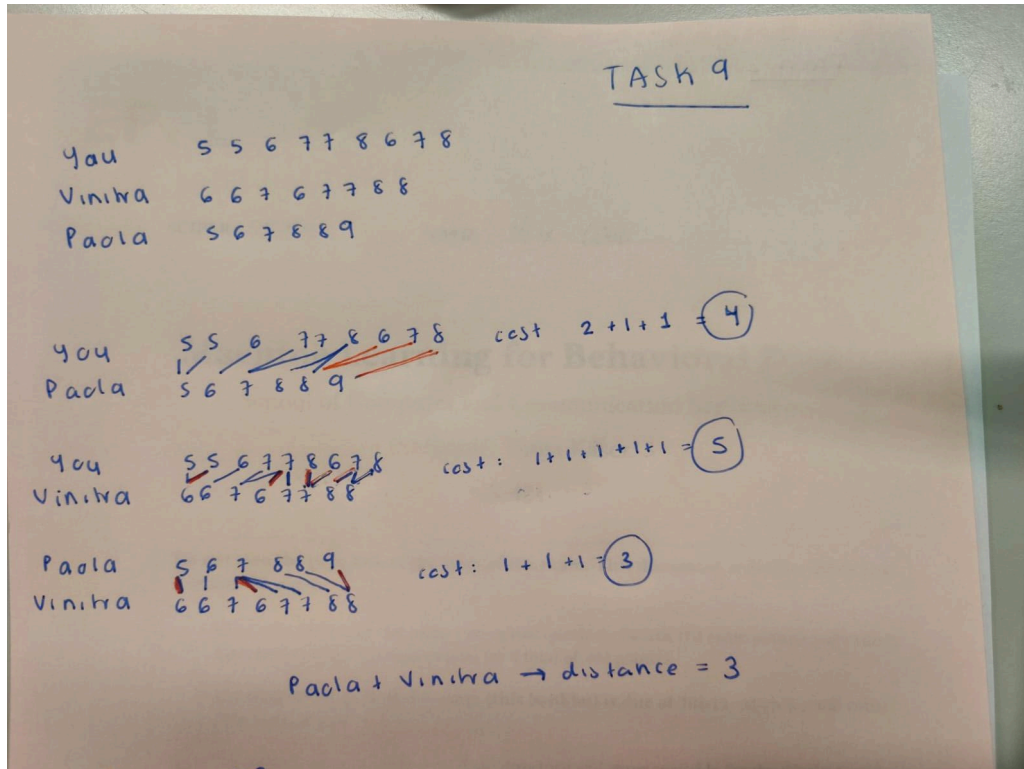 TASK 9
You 5 5 6 7 7 8 6 7 8
Vinitra 6 6 7 6 7 7 8 8
Paola 5 6 7 8 8 9
You 5 5 6 7 7 8 6 7 8 cost 2 + 1 + 1 = 4
Paola 5 6 7 8 8 9
You 5 5 6 7 7 8 6 7 8 cost: 1 + 1 + 1 + 1 + 1 = 5
Vinitra 6 6 7 6 7 7 8 8
Paola 5 6 7 8 8 9 cost: 1 + 1 + 1 = 3
Vinitra 6 6 7 6 7 7 8 8
Paola + Vinitra → distance = 3